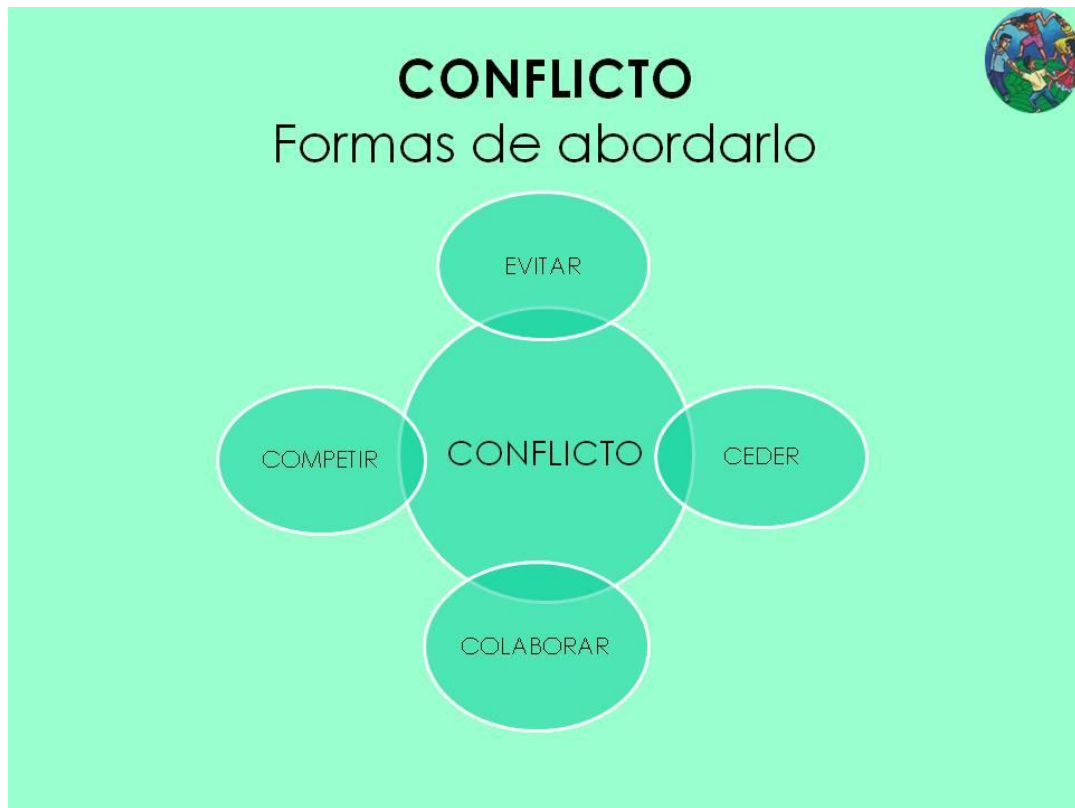 CONFLICTO
Formas de abordarlo
EVITAR
COMPETIR
CONFLICTO
CEDER
COLABORAR